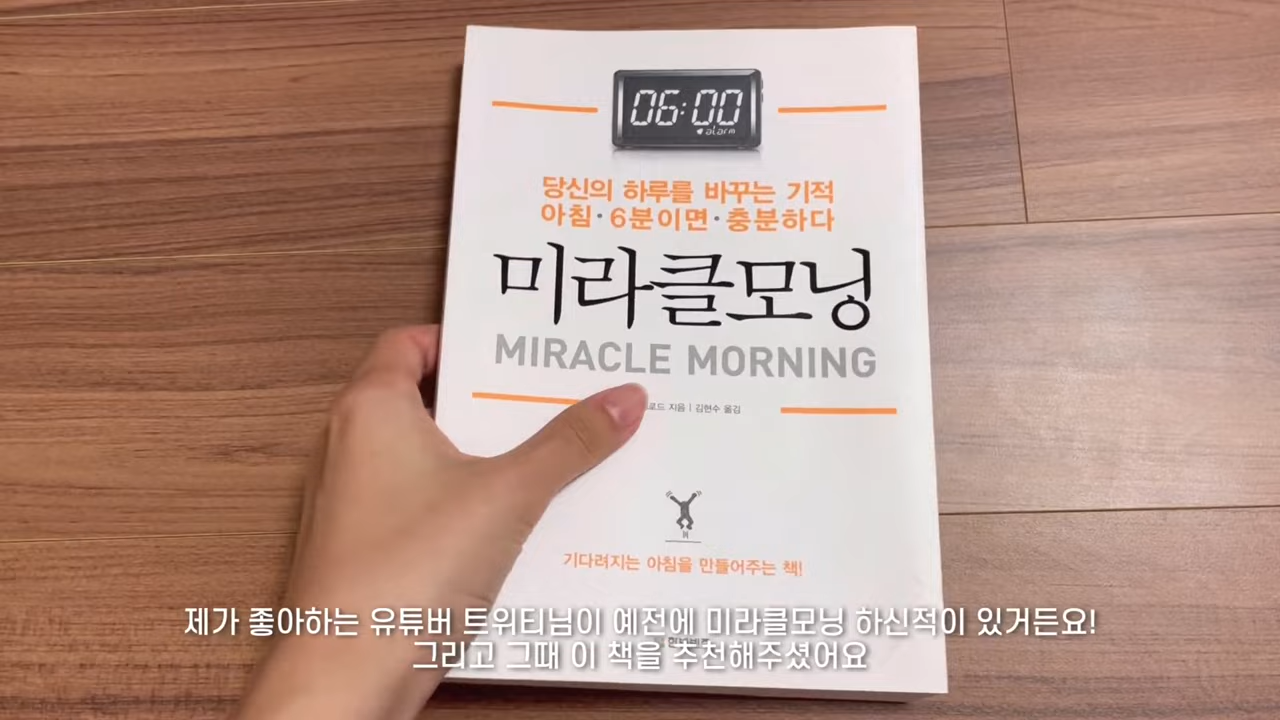 06:00
alarm
당신의 하루를 바꾸는 기적
아침·6분이면·충분하다
미라클모닝
MIRACLE MORNING
지음 | 김현수 옮김
기다려지는 아침을 만들어주는 책!
제가 좋아하는 유튜버 트위티님이 예전에 미라클모닝 하신적이 있거든요!
그리고 그때 이 책을 추천해주셨어요